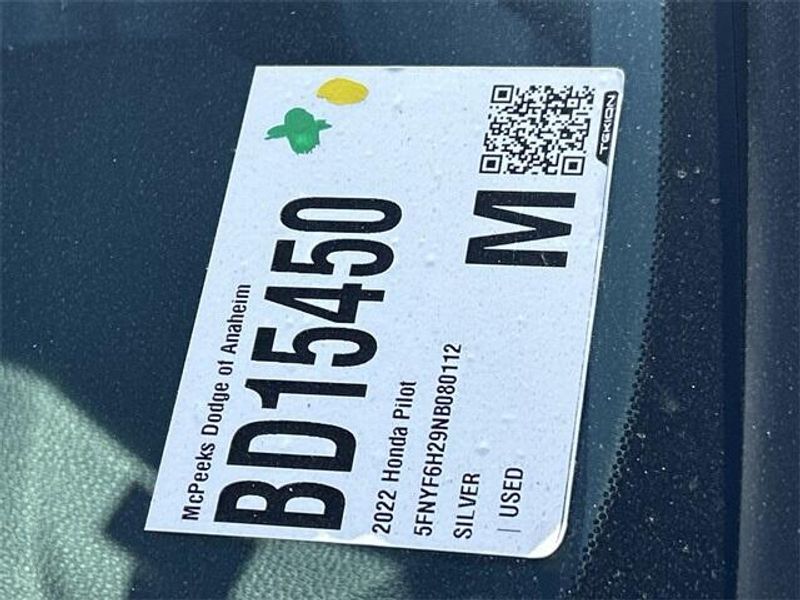 McPeeks Dodge of Anaheim
BD15450
2022 Honda Pilot
5FNYF6H29NB080112
SILVER
| USED
M
TEKION